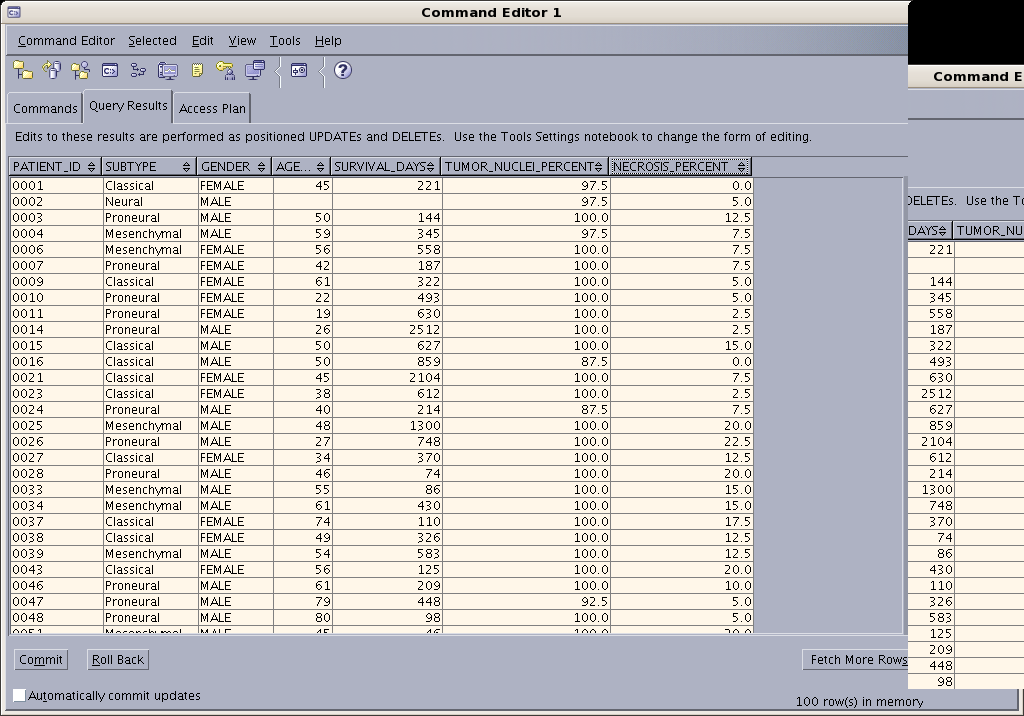 Command Editor 1
Command Editor Selected Edit View Tools Help
Commands Query Results Access Plan
Edits to these results are performed as positioned UPDATEs and DELETEs. Use the Tools Settings notebook to change the form of editing.
PATIENT_ID SUBTYPE GENDER AGE... SURVIVAL_DAYS TUMOR_NUCLEI_PERCENT NECROSIS_PERCENT
0001 Classical FEMALE 45 221 97.5 0.0
0002 Neural MALE 97.5 5.0
0003 Proneural MALE 50 144 100.0 12.5
0004 Mesenchymal MALE 59 345 97.5 7.5
0006 Mesenchymal FEMALE 56 558 100.0 7.5
0007 Proneural FEMALE 42 187 100.0 7.5
0009 Classical FEMALE 61 322 100.0 5.0
0010 Proneural FEMALE 22 493 100.0 5.0
0011 Proneural FEMALE 19 630 100.0 2.5
0014 Proneural MALE 26 2512 100.0 2.5
0015 Classical MALE 50 627 100.0 15.0
0016 Classical MALE 50 859 87.5 0.0
0021 Classical FEMALE 45 2104 100.0 7.5
0023 Classical FEMALE 38 612 100.0 2.5
0024 Proneural MALE 40 214 87.5 7.5
0025 Mesenchymal MALE 48 1300 100.0 20.0
0026 Proneural MALE 27 748 100.0 22.5
0027 Classical FEMALE 34 370 100.0 12.5
0028 Proneural MALE 46 74 100.0 20.0
0033 Mesenchymal MALE 55 86 100.0 15.0
0034 Mesenchymal MALE 61 430 100.0 15.0
0037 Classical FEMALE 74 110 100.0 17.5
0038 Classical FEMALE 49 326 100.0 12.5
0039 Mesenchymal MALE 54 583 100.0 12.5
0043 Classical FEMALE 56 125 100.0 20.0
0046 Proneural MALE 61 209 100.0 10.0
0047 Proneural MALE 79 448 92.5 5.0
0048 Proneural MALE 80 98 100.0 5.0
0051 Mesenchymal MALE 45 46 100.0 20.0
Commit Roll Back Fetch More Rows
Automatically commit updates
100 row(s) in memory
Command E
DELETEs. Use the To
DAYS TUMOR_NU
221
144
345
558
187
322
493
630
2512
627
859
2104
612
214
1300
748
370
74
86
430
110
326
583
125
209
448
98